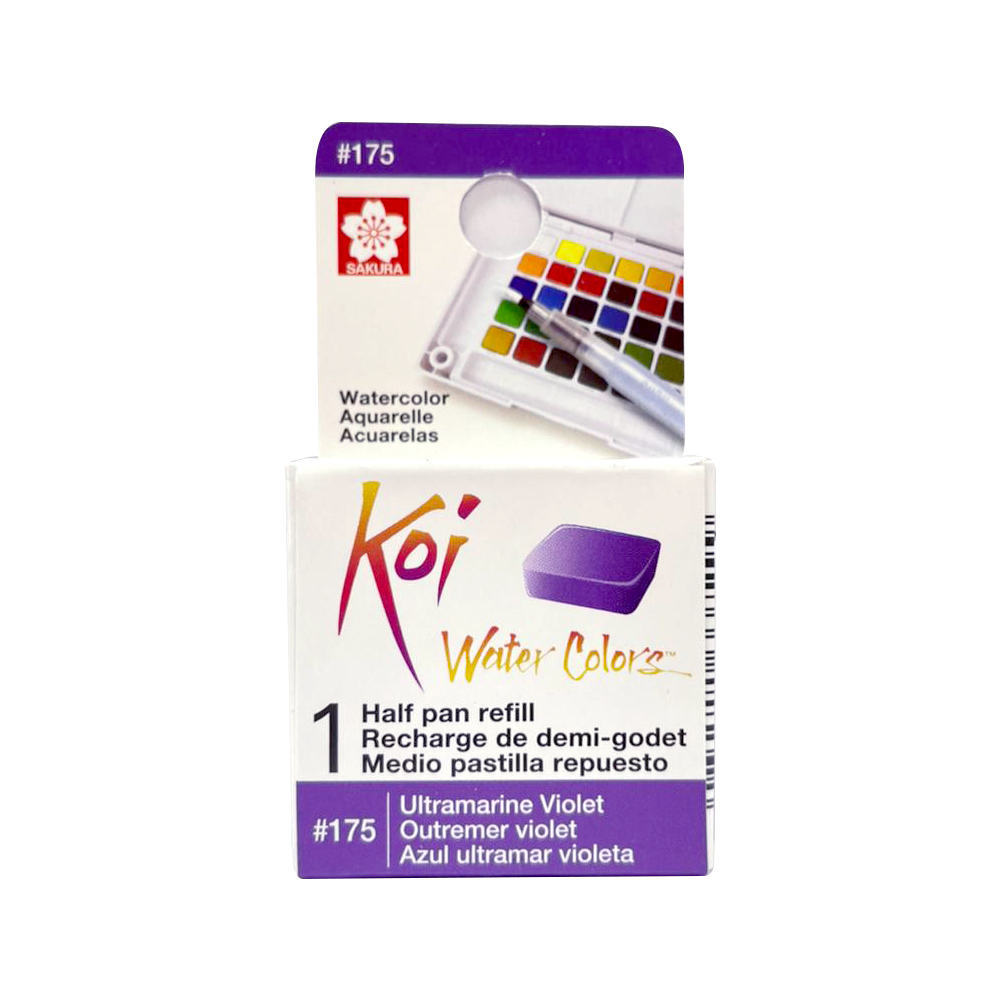 #175
SAKURA
Watercolor
Aquarelle
Acuarelas
Koi
Water Colors™
1
Half pan refill
Recharge de demi-godet
Medio pastilla repuesto
#175
Ultramarine Violet
Outremer violet
Azul ultramar violeta